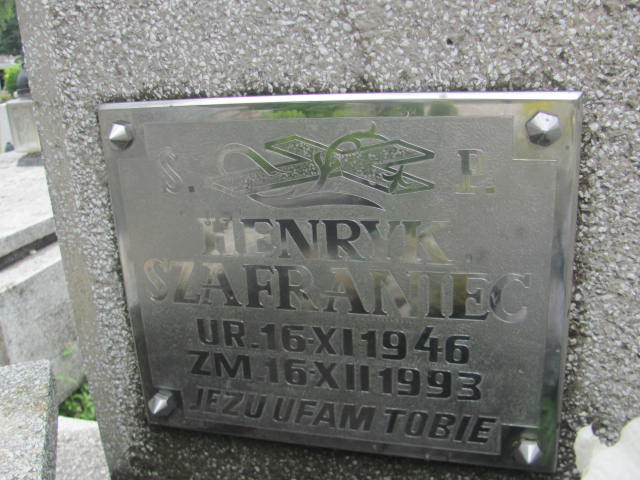 Ś. P.
HENRYK
SZAFRANIEC
UR. 16-XI 1946
ZM. 16-XII 1993
JEZU UFAM TOBIE